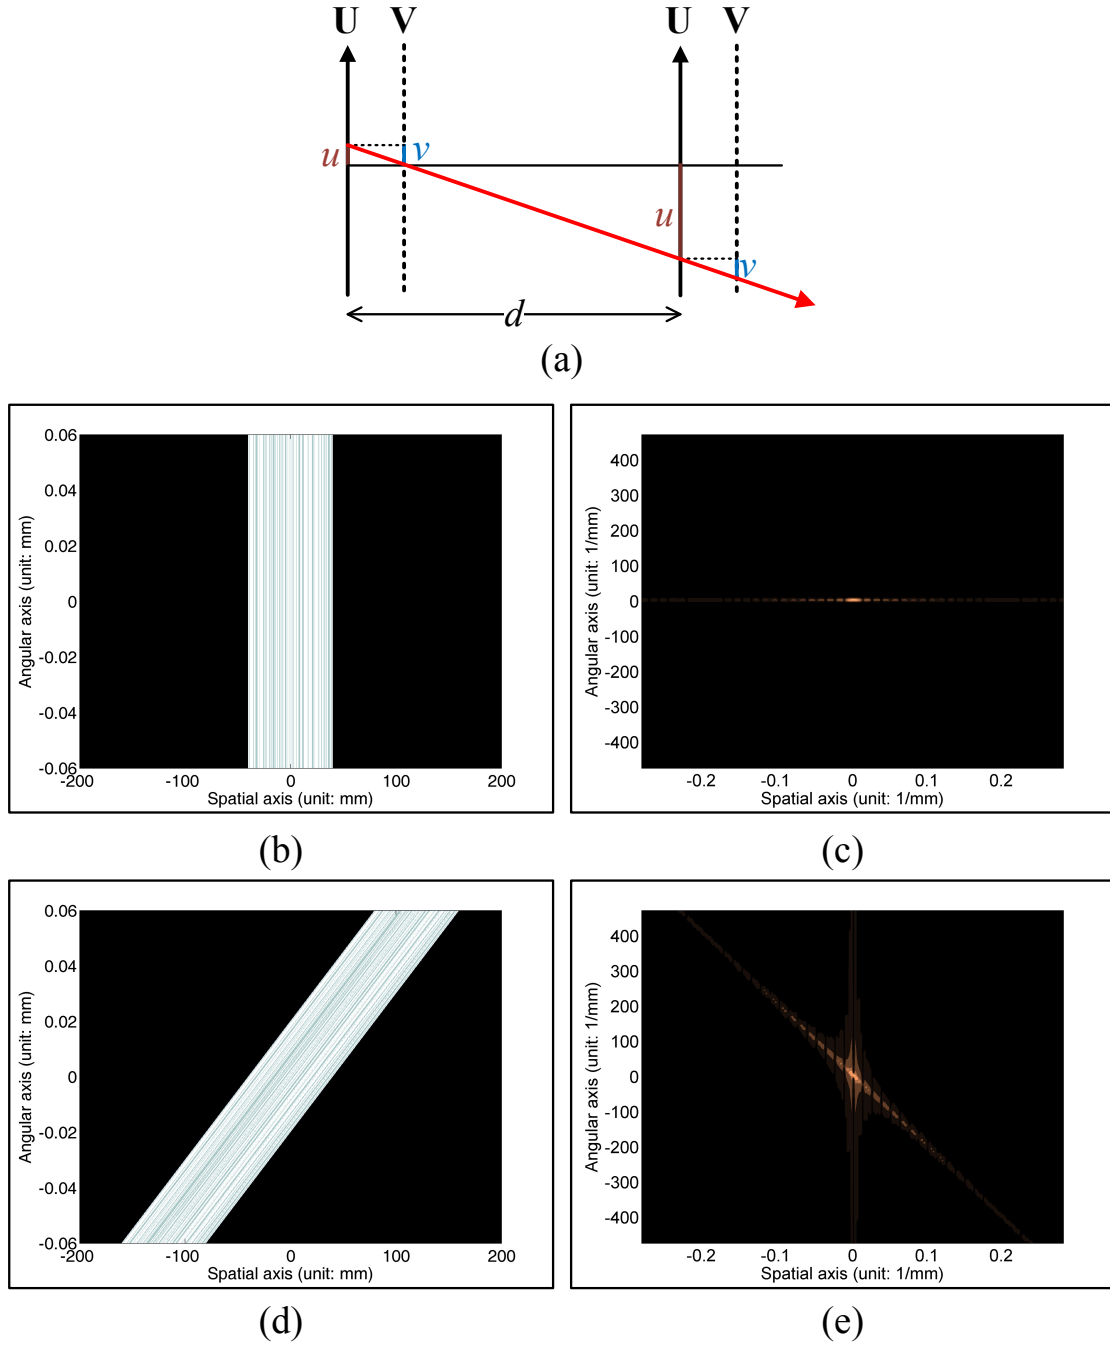 U V U V
u v
u v
d
(a)
0.06
0.04
0.02
0
-0.02
-0.04
-0.06
Angular axis (unit: mm)
-200 -100 0 100 200
Spatial axis (unit: mm)
(b)
400
300
200
100
0
-100
-200
-300
-400
Angular axis (unit: 1/mm)
-0.2 -0.1 0 0.1 0.2
Spatial axis (unit: 1/mm)
(c)
0.06
0.04
0.02
0
-0.02
-0.04
-0.06
Angular axis (unit: mm)
-200 -100 0 100 200
Spatial axis (unit: mm)
(d)
400
300
200
100
0
-100
-200
-300
-400
Angular axis (unit: 1/mm)
-0.2 -0.1 0 0.1 0.2
Spatial axis (unit: 1/mm)
(e)